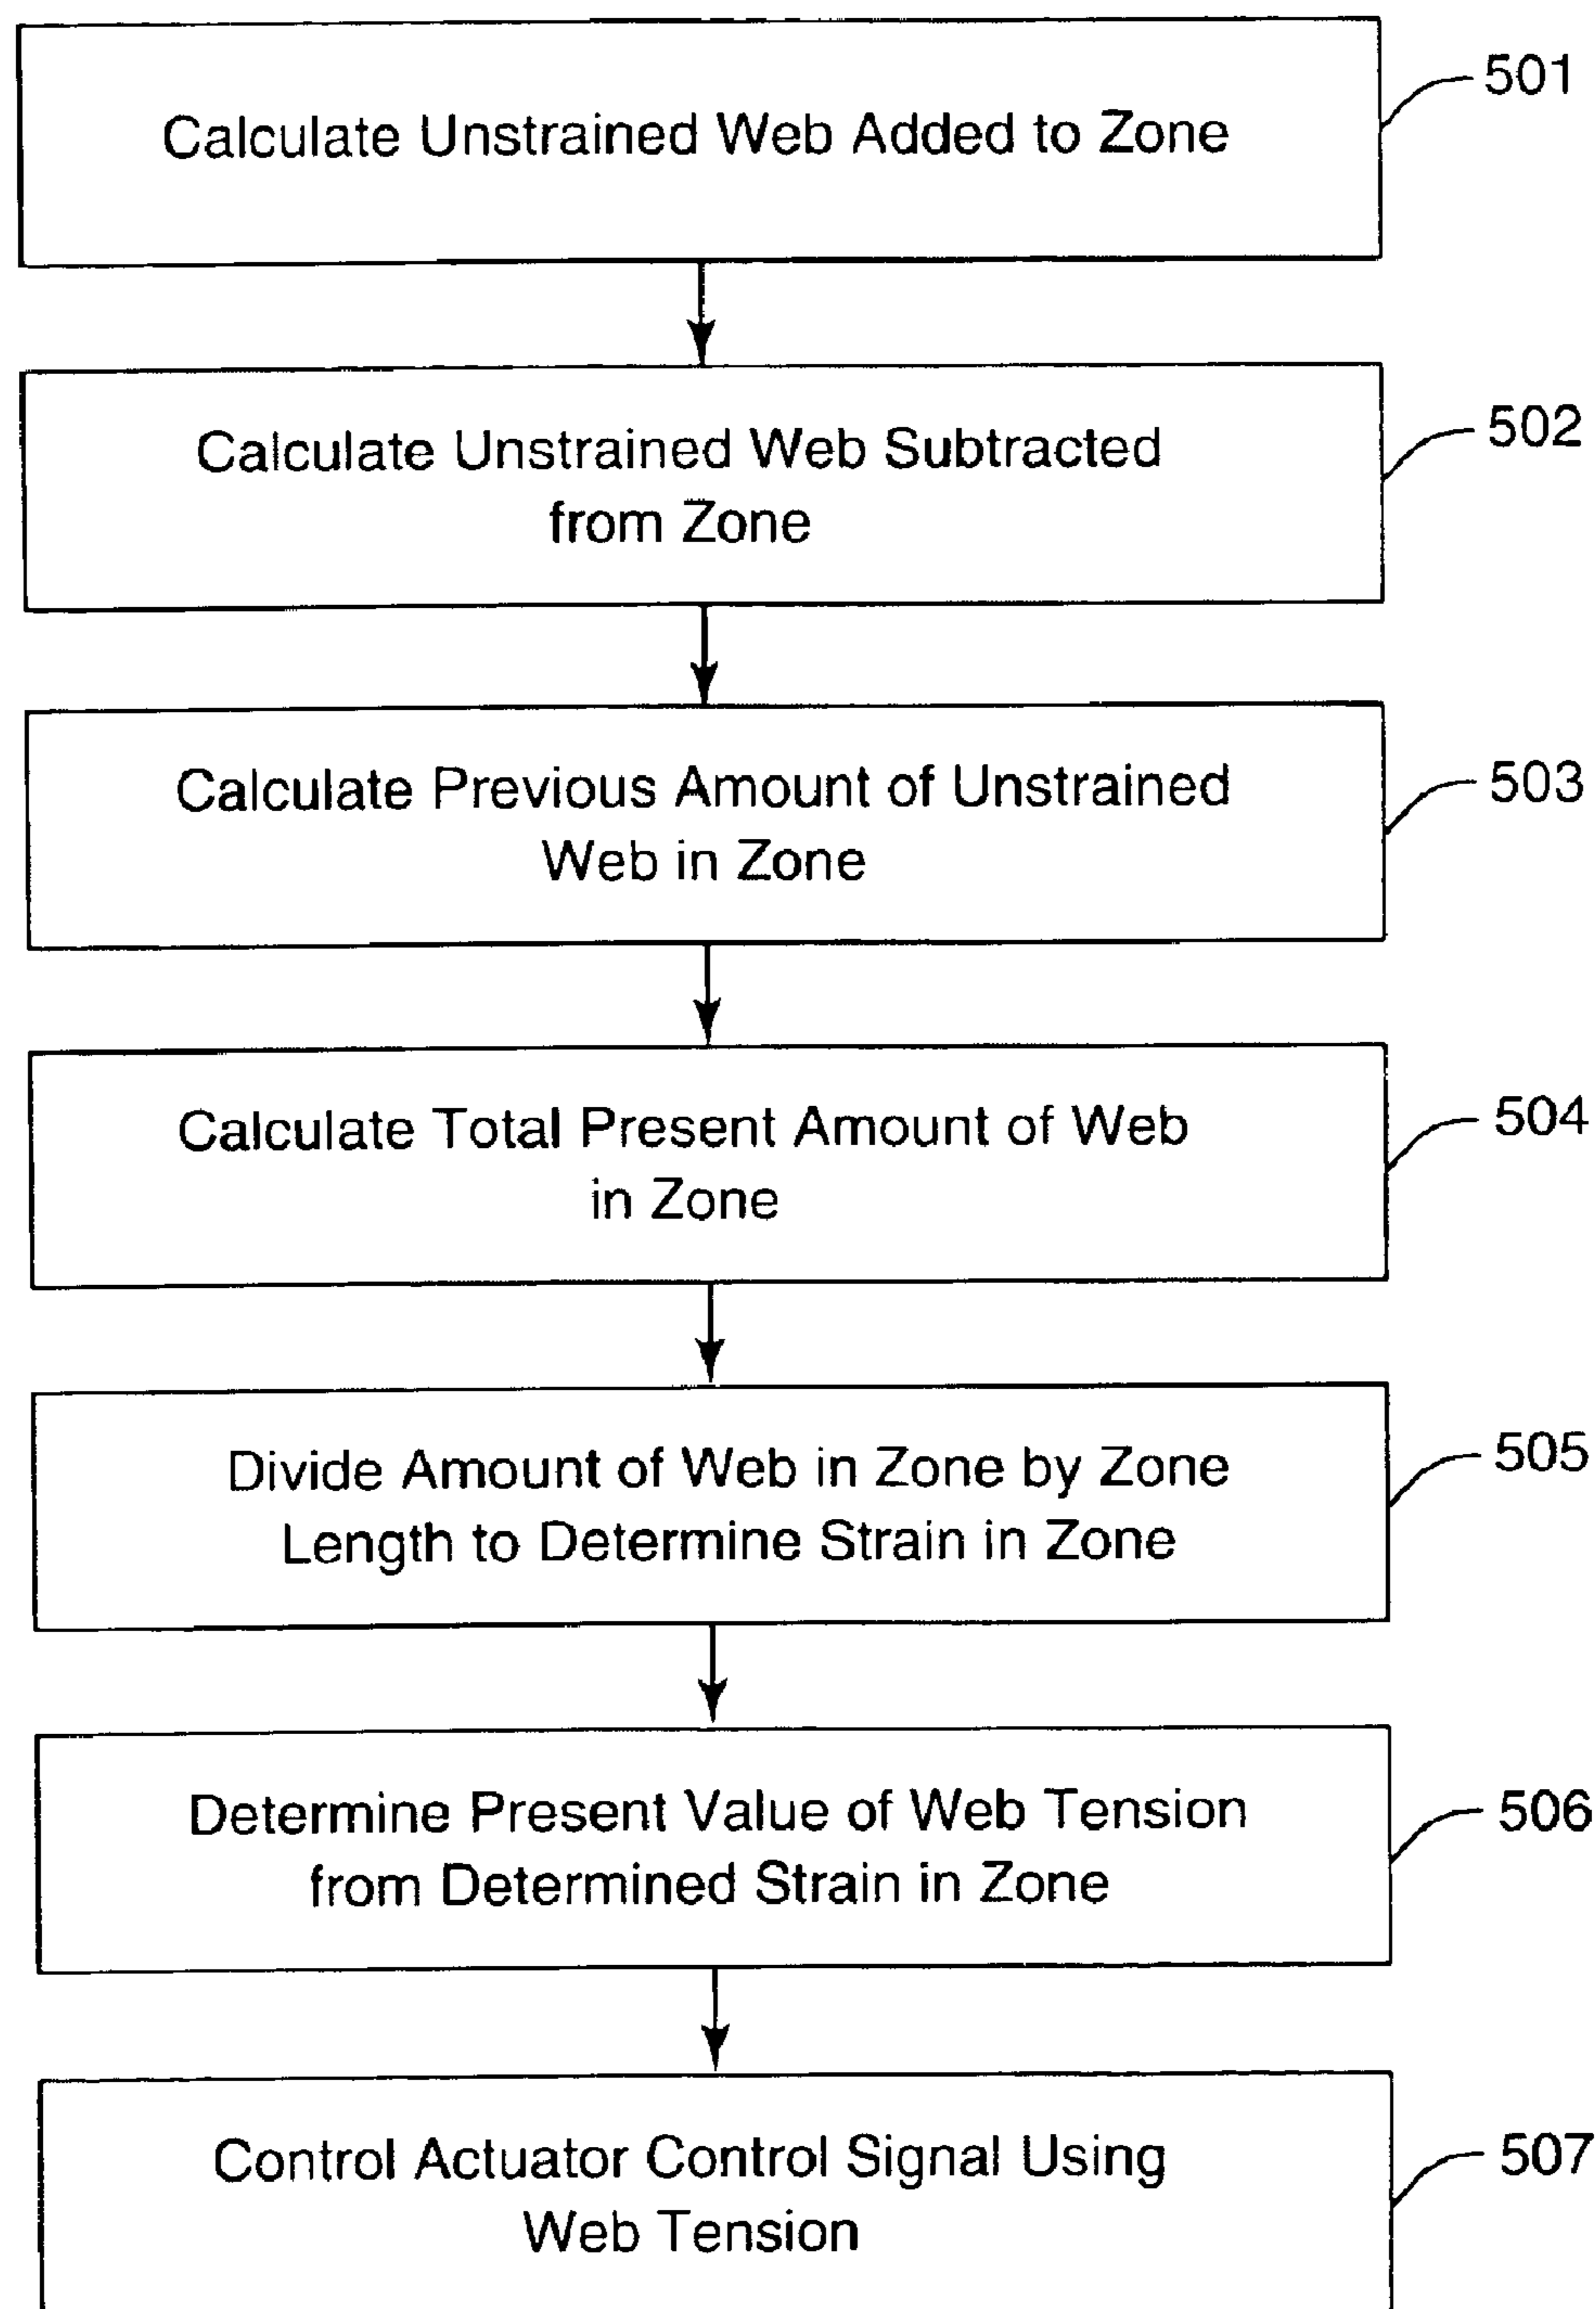 Calculate Unstrained Web Added to Zone
501
Calculate Unstrained Web Subtracted
from Zone
502
Calculate Previous Amount of Unstrained
Web in Zone
503
Calculate Total Present Amount of Web
in Zone
504
Divide Amount of Web in Zone by Zone
Length to Determine Strain in Zone
505
Determine Present Value of Web Tension
from Determined Strain in Zone
506
Control Actuator Control Signal Using
Web Tension
507